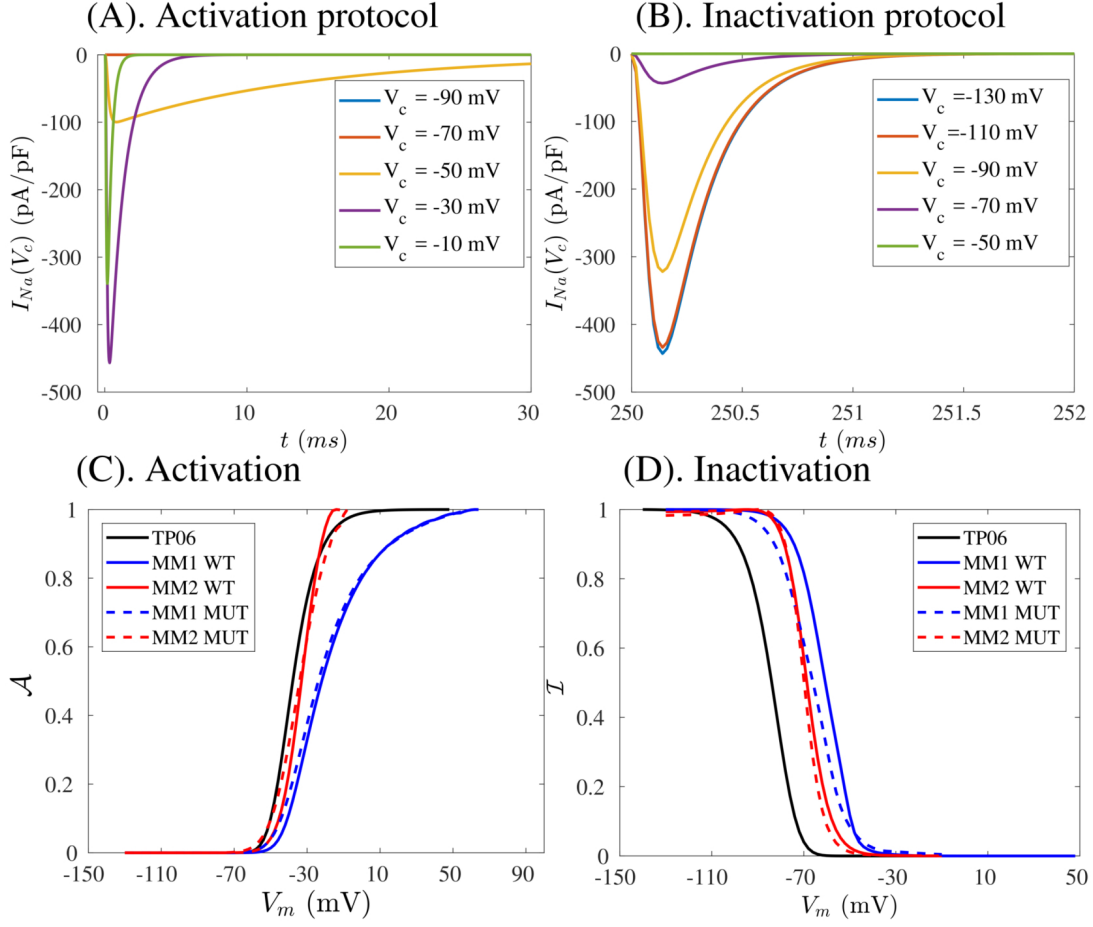 (A). Activation protocol
0
-100
-200
-300
-400
-500
I_Na(V_c) (pA/pF)
V_c = -90 mV
V_c = -70 mV
V_c = -50 mV
V_c = -30 mV
V_c = -10 mV
0
10
20
30
t (ms)
(B). Inactivation protocol
0
-100
-200
-300
-400
-500
I_Na(V_c) (pA/pF)
V_c =-130 mV
V_c=-110 mV
V_c = -90 mV
V_c = -70 mV
V_c = -50 mV
250
250.5
251
251.5
252
t (ms)
(C). Activation
1
0.8
0.6
0.4
0.2
0
𝒜
TP06
MM1 WT
MM2 WT
MM1 MUT
MM2 MUT
-150
-110
-70
-30
10
50
90
V_m (mV)
(D). Inactivation
1
0.8
0.6
0.4
0.2
0
ℐ
TP06
MM1 WT
MM2 WT
MM1 MUT
MM2 MUT
-150
-110
-70
-30
10
50
V_m (mV)